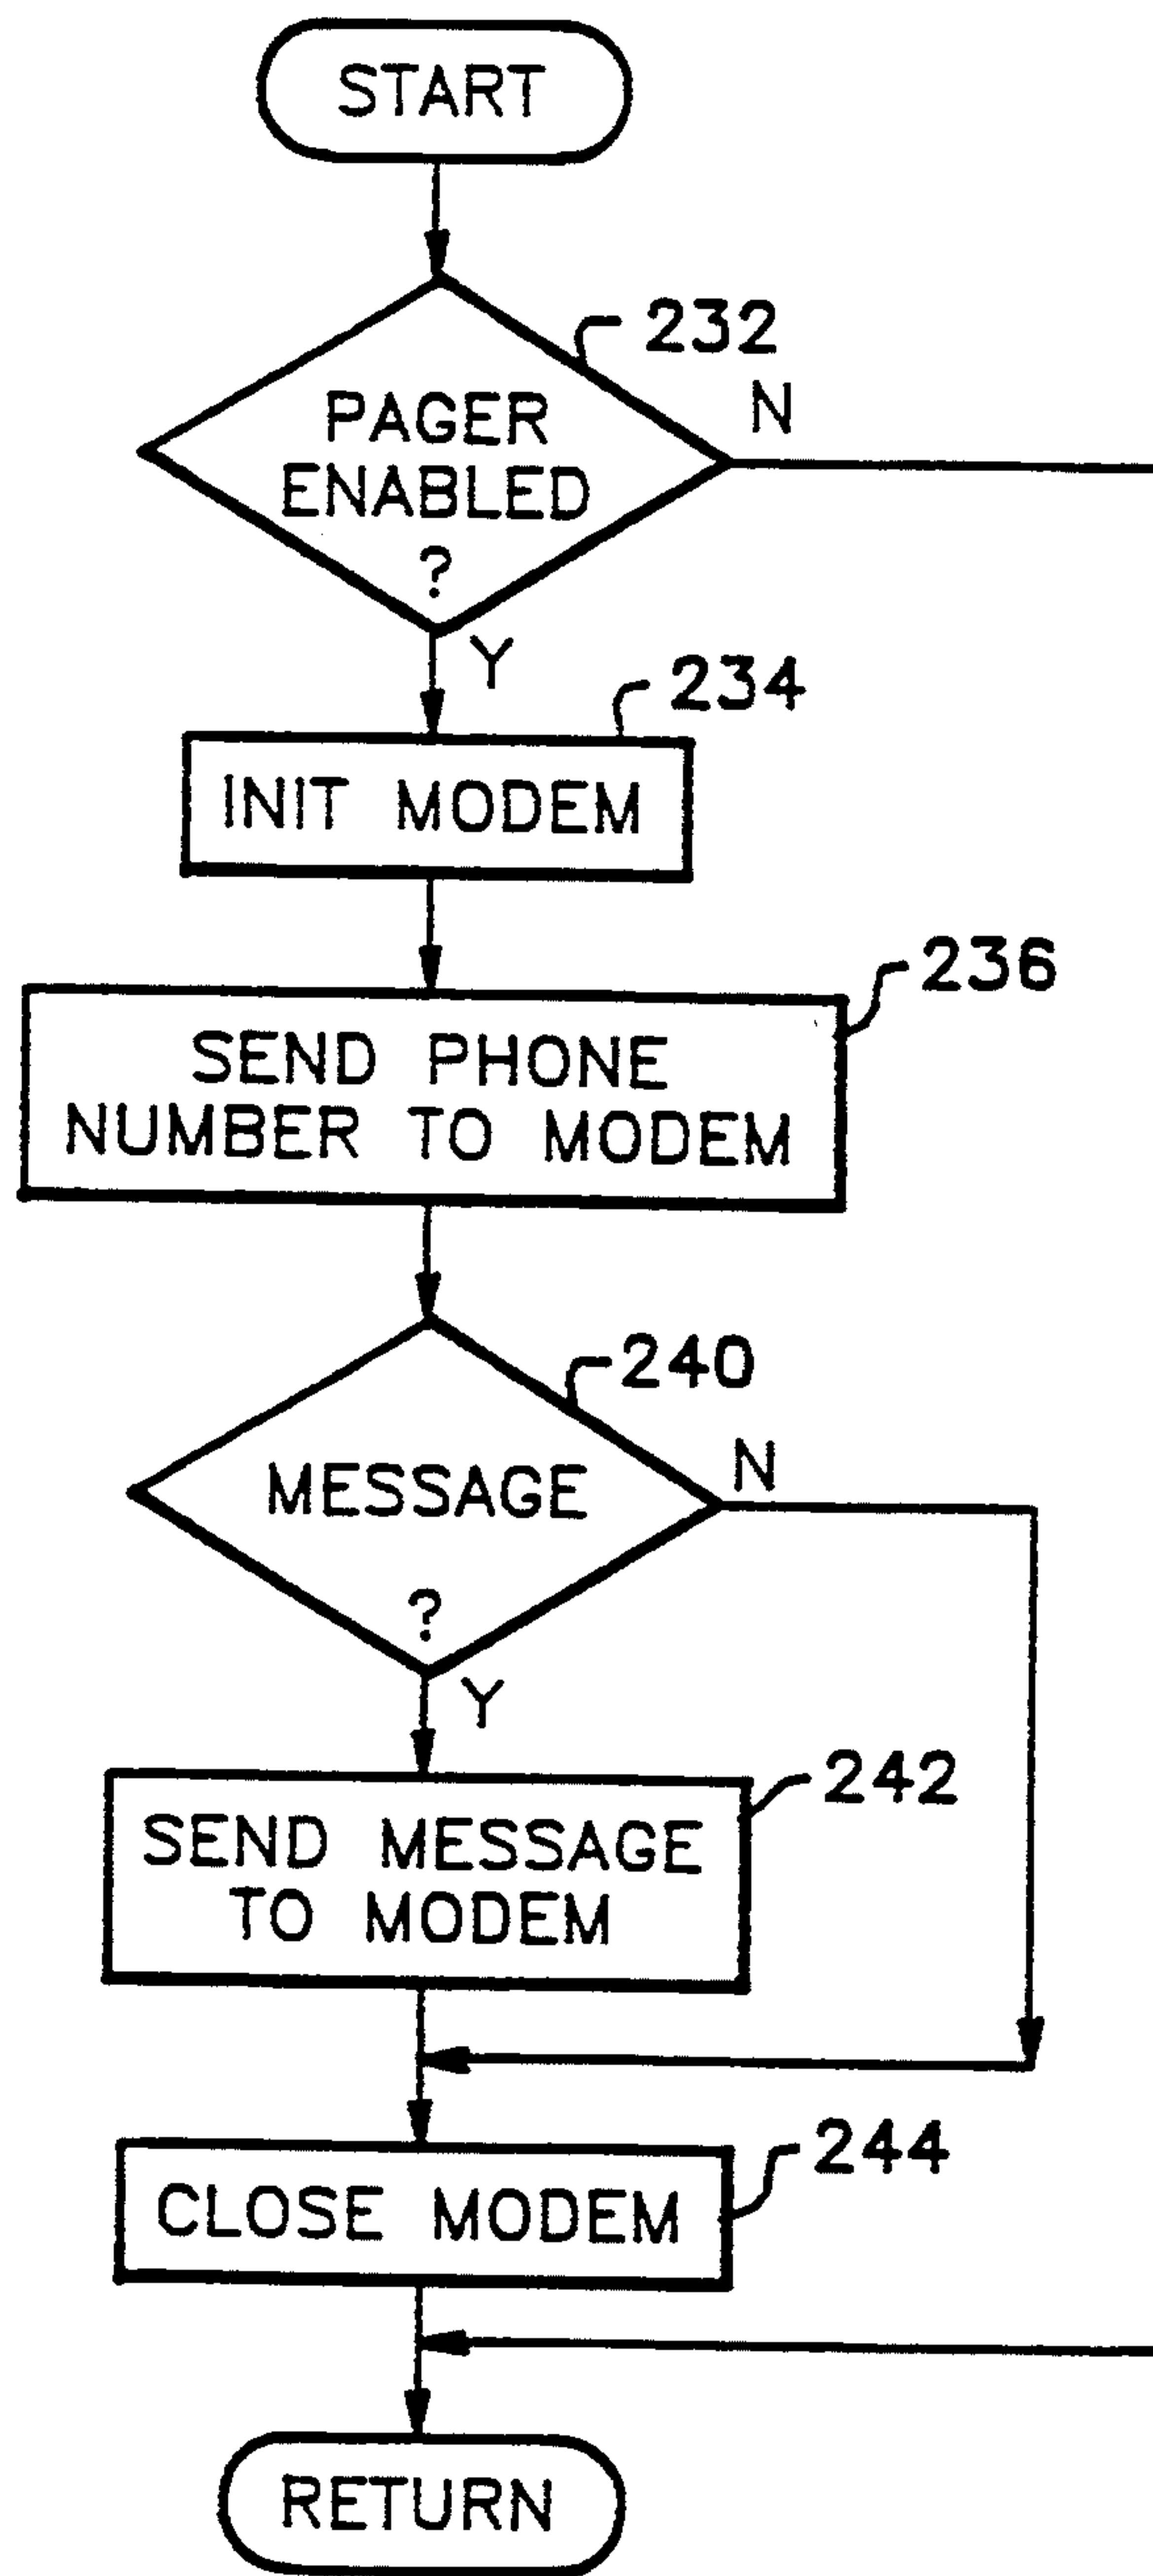 START
232
N
PAGER
ENABLED
?
Y
234
INIT MODEM
236
SEND PHONE
NUMBER TO MODEM
240
N
MESSAGE
?
Y
242
SEND MESSAGE
TO MODEM
244
CLOSE MODEM
RETURN